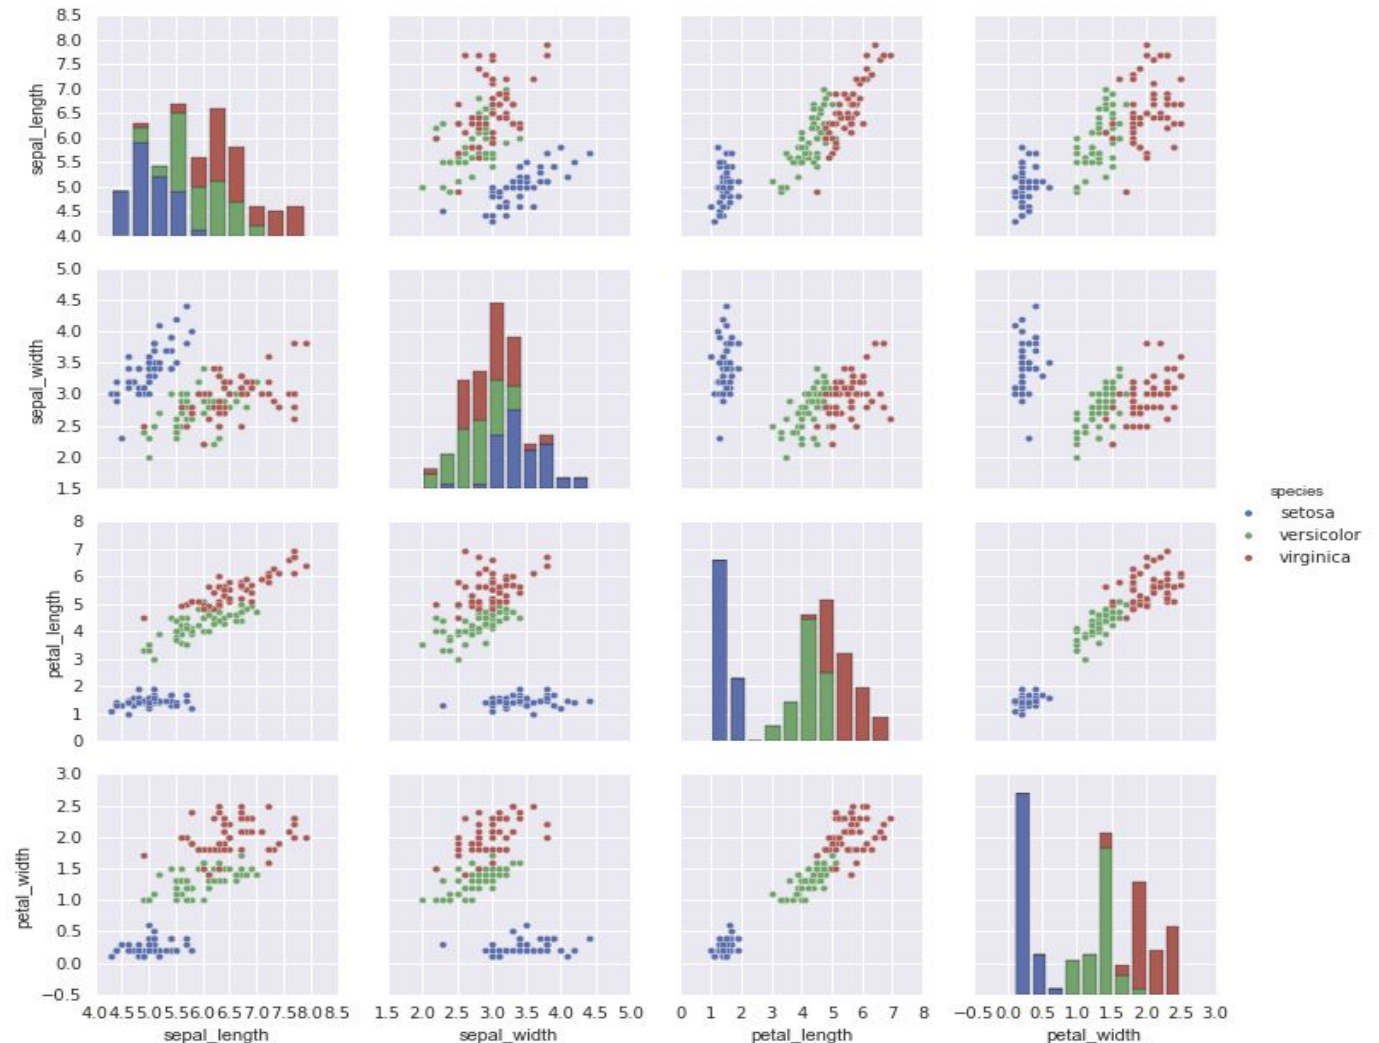 8.5
8.0
7.5
7.0
6.5
6.0
5.5
5.0
4.5
4.0
sepal_length
5.0
4.5
4.0
3.5
3.0
2.5
2.0
1.5
sepal_width
species
setosa
versicolor
virginica
8
7
6
5
4
3
2
1
0
petal_length
3.0
2.5
2.0
1.5
1.0
0.5
0.0
−0.5
petal_width
4.0 4.5 5.0 5.5 6.0 6.5 7.0 7.5 8.0 8.5
sepal_length
1.5 2.0 2.5 3.0 3.5 4.0 4.5 5.0
sepal_width
0 1 2 3 4 5 6 7 8
petal_length
−0.5 0.0 0.5 1.0 1.5 2.0 2.5 3.0
petal_width